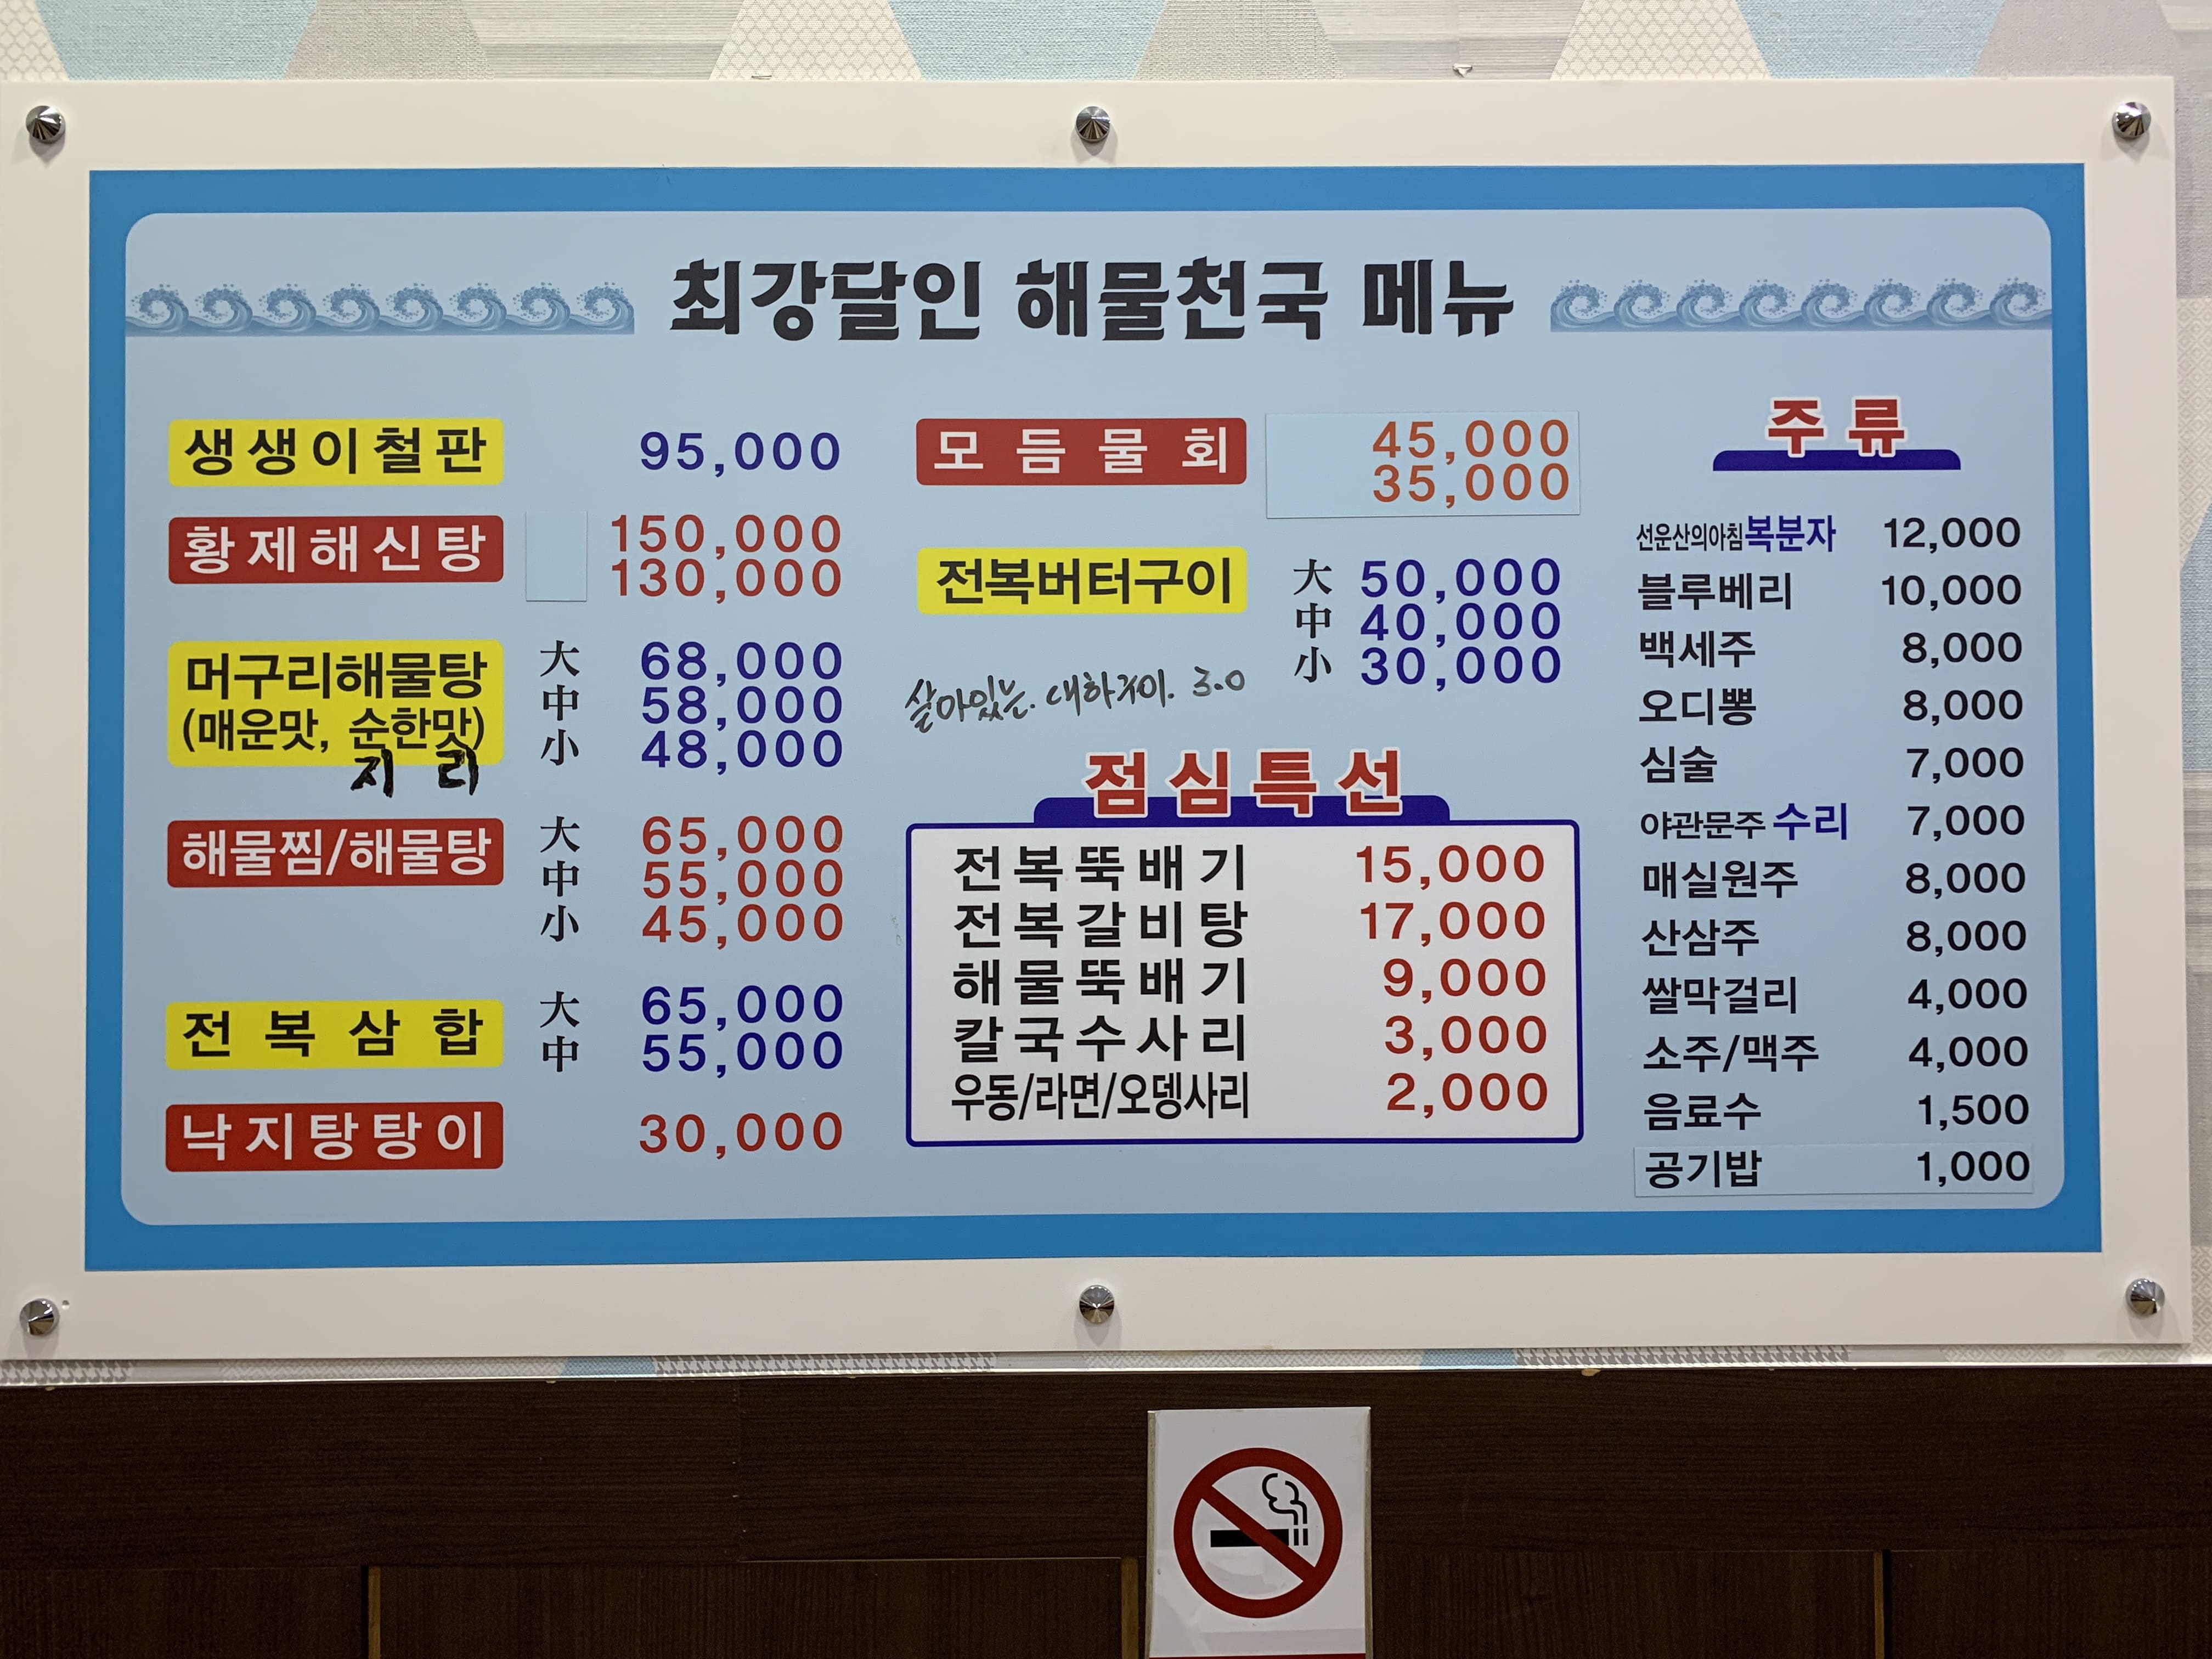 최강달인 해물천국 메뉴
생생이철판 95,000
황제해신탕 150,000
130,000
머구리해물탕 大 68,000
(매운맛, 순한맛) 中 58,000
지리 小 48,000
해물찜/해물탕 大 65,000
中 55,000
小 45,000
전복삼합 大 65,000
中 55,000
낙지탕탕이 30,000
모듬물회 45,000
35,000
전복버터구이 大 50,000
中 40,000
小 30,000
살아있는. 대하구이. 3.0
점심특선
전복뚝배기 15,000
전복갈비탕 17,000
해물뚝배기 9,000
칼국수사리 3,000
우동/라면/오뎅사리 2,000
주류
선운산의아침복분자 12,000
블루베리 10,000
백세주 8,000
오디뽕 8,000
심술 7,000
야관문주 수리 7,000
매실원주 8,000
산삼주 8,000
쌀막걸리 4,000
소주/맥주 4,000
음료수 1,500
공기밥 1,000